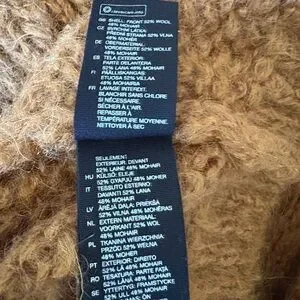 clevercare.info
GB SHELL: FRONT 52% WOOL
48% MOHAIR
CZ SVRCHNÍ LÁTKA:
PŘEDNÍ STRANA 52% VLNA
48% MOHAIR
DE OBERMATERIAL:
VORDERSEITE 52% WOLLE
48% MOHAIR
ES TELA EXTERIOR:
PARTE DELANTERA
52% LANA 48% MOHAIR
FI PÄÄLLISKANGAS:
ETUOSA 52% VILLAA
48% MOHAIRIA
FR LAVAGE INTERDIT.
BLANCHIR SANS CHLORE
SI NÉCESSAIRE.
SÉCHER À L'AIR
REPASSER À
TEMPÉRATURE MOYENNE.
NETTOYER À SEC
SEULEMENT.
EXTÉRIEUR: DEVANT
52% LAINE 48% MOHAIR
HU KÜLSŐ: ELEJE
52% GYAPJÚ 48% MOHER
IT TESSUTO ESTERNO:
DAVANTI 52% LANA
48% MOHAIR
LV ĀRĒJĀ DAĻA: PRIEKŠA
52% VILNA 48% MOHĒRAS
NL EXTERN MATERIAAL:
VOORKANT 52% WOL
48% MOHAIR
PL TKANINA WIERZCHNIA:
PRZÓD 52% WEŁNA
48% MOHER
PT EXTERIOR: DIREITO
52% LÃ 48% MOHAIR
RO ȚESĂTURĂ: PARTE FAȚĂ
52% LÂNĂ 48% MOHAIR
SE YTTERTYG: FRAMSTYCKE
52% ULL 48% MOHAIR